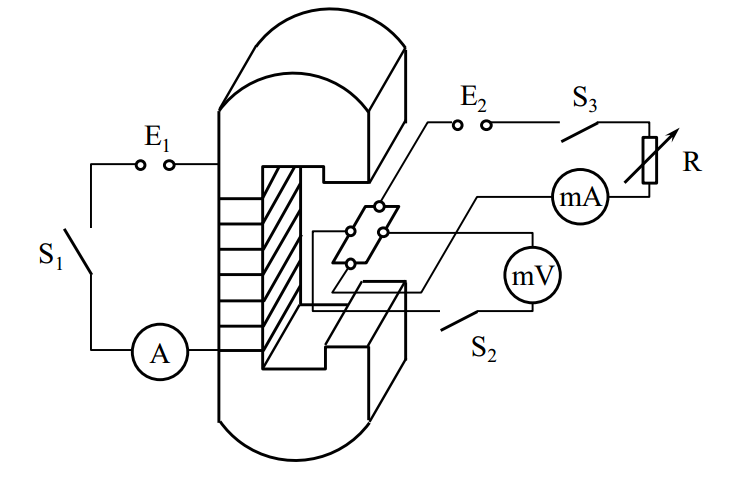 E₂
S₃
E₁
R
mA
S₁
mV
A
S₂